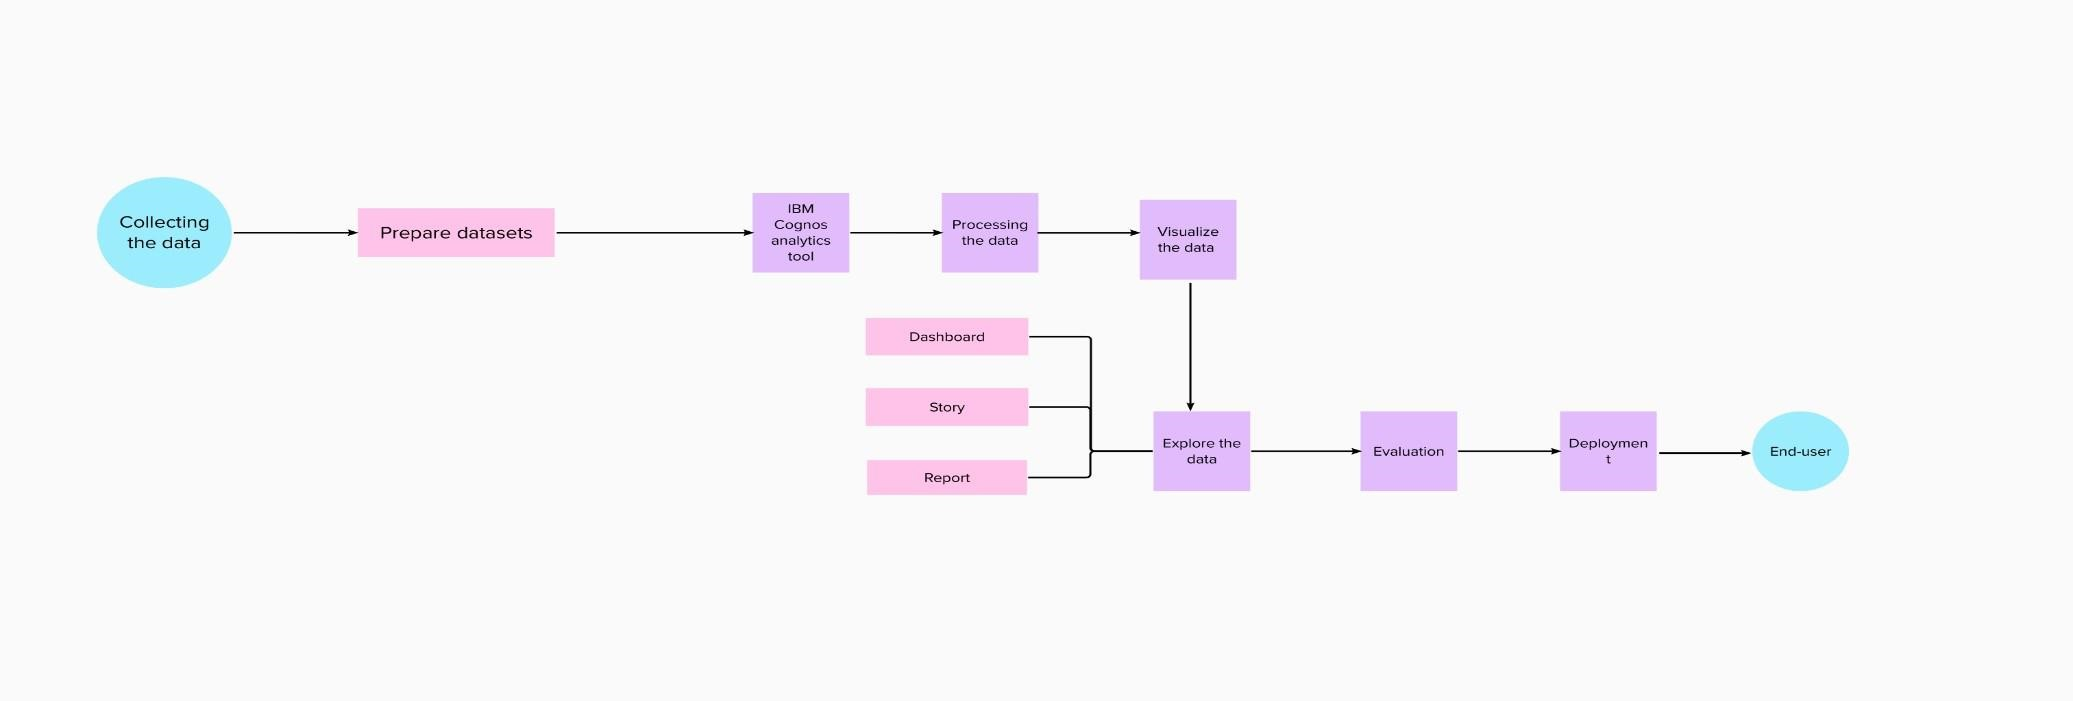 Collecting
the data
Prepare datasets
IBM
Cognos
analytics
tool
Processing
the data
Visualize
the data
Dashboard
Story
Report
Explore the
data
Evaluation
Deploymen
t
End-user